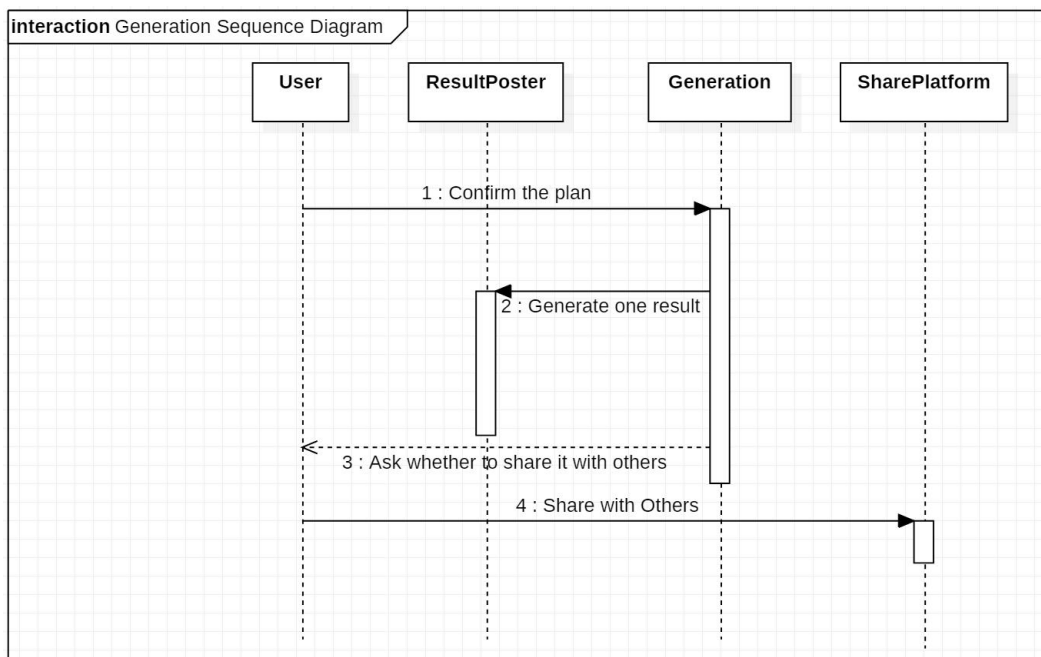 interaction Generation Sequence Diagram
User
ResultPoster
Generation
SharePlatform
1 : Confirm the plan
2 : Generate one result
3 : Ask whether to share it with others
4 : Share with Others